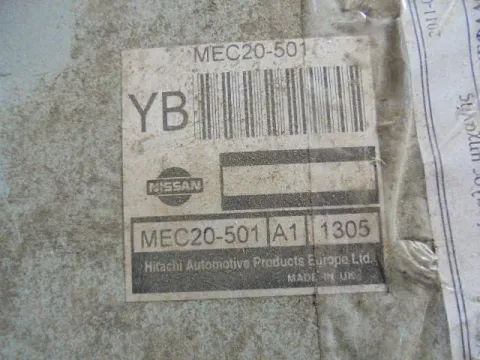 MEC20-501
YB
NISSAN
MEC20-501 A1 1305
Hitachi Automotive Products Europe Ltd.
MADE IN UK